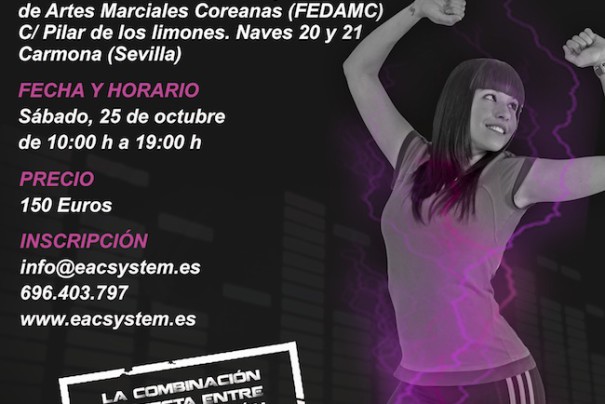 de Artes Marciales Coreanas (FEDAMC)
C/ Pilar de los limones. Naves 20 y 21
Carmona (Sevilla)
FECHA Y HORARIO
Sábado, 25 de octubre
de 10:00 h a 19:00 h
PRECIO
150 Euros
INSCRIPCIÓN
info@eacsystem.es
696.403.797
www.eacsystem.es
LA COMBINACIÓN
ENTRE